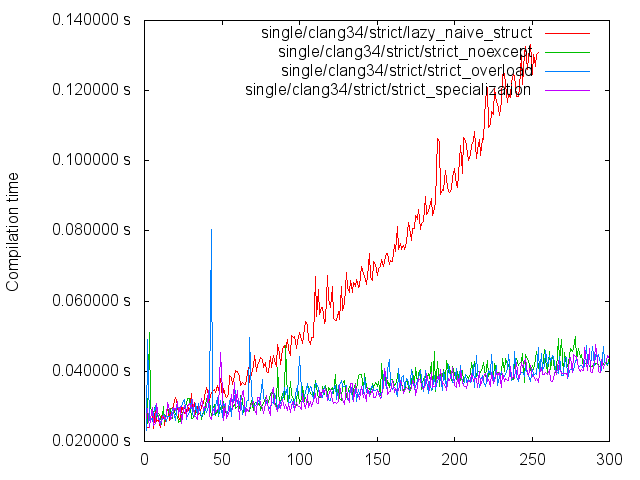 0.140000 s
single/clang34/strict/lazy_naive_struct
single/clang34/strict/strict_noexcept
single/clang34/strict/strict_overload
single/clang34/strict/strict_specialization
0.120000 s
0.100000 s
0.080000 s
0.060000 s
0.040000 s
0.020000 s
Compilation time
0 50 100 150 200 250 300